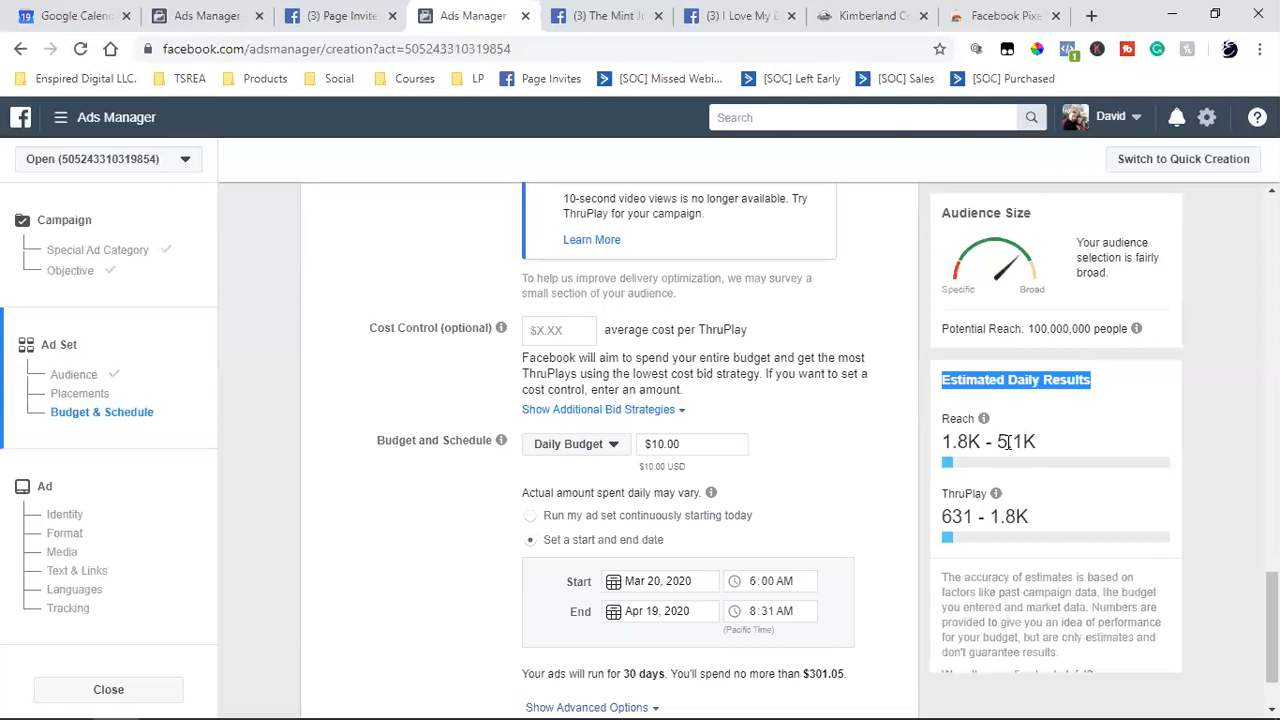 19 Google Calend
Ads Manager
(3) Page Invite
Ads Manager
(3) The Mint Ju
(3) I Love My D
Kimberland Co
Facebook Pixel
facebook.com/adsmanager/creation?act=505243310319854
1
Enspired Digital LLC.
TSREA
Products
Social
Courses
LP
Page Invites
[SOC] Missed Webi...
[SOC] Left Early
[SOC] Sales
[SOC] Purchased
Ads Manager
Search
David
Open (505243310319854)
Switch to Quick Creation
Campaign
Special Ad Category
Objective
Ad Set
Audience
Placements
Budget & Schedule
Ad
Identity
Format
Media
Text & Links
Languages
Tracking
Close
10-second video views is no longer available. Try
ThruPlay for your campaign.
Learn More
To help us improve delivery optimization, we may survey a
small section of your audience.
Cost Control (optional)
$X.XX
average cost per ThruPlay
Facebook will aim to spend your entire budget and get the most
ThruPlays using the lowest cost bid strategy. If you want to set a
cost control, enter an amount.
Show Additional Bid Strategies
Budget and Schedule
Daily Budget
$10.00
$10.00 USD
Actual amount spent daily may vary.
Run my ad set continuously starting today
Set a start and end date
Start
Mar 20, 2020
6:00 AM
End
Apr 19, 2020
8:31 AM
(Pacific Time)
Your ads will run for 30 days. You'll spend no more than $301.05.
Show Advanced Options
Audience Size
Specific
Broad
Your audience
selection is fairly
broad.
Potential Reach: 100,000,000 people
Estimated Daily Results
Reach
1.8K - 5.1K
ThruPlay
631 - 1.8K
The accuracy of estimates is based on
factors like past campaign data, the budget
you entered and market data. Numbers are
provided to give you an idea of performance
for your budget, but are only estimates and
don't guarantee results.